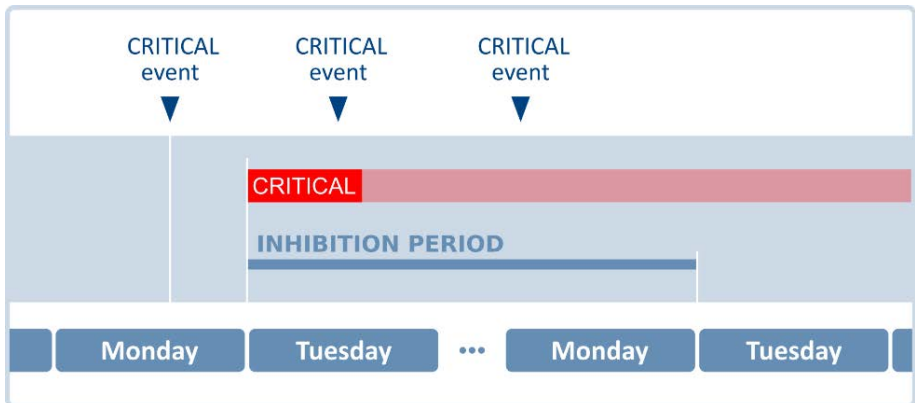 CRITICAL
event
CRITICAL
event
CRITICAL
event
CRITICAL
INHIBITION PERIOD
Monday
Tuesday
•••
Monday
Tuesday